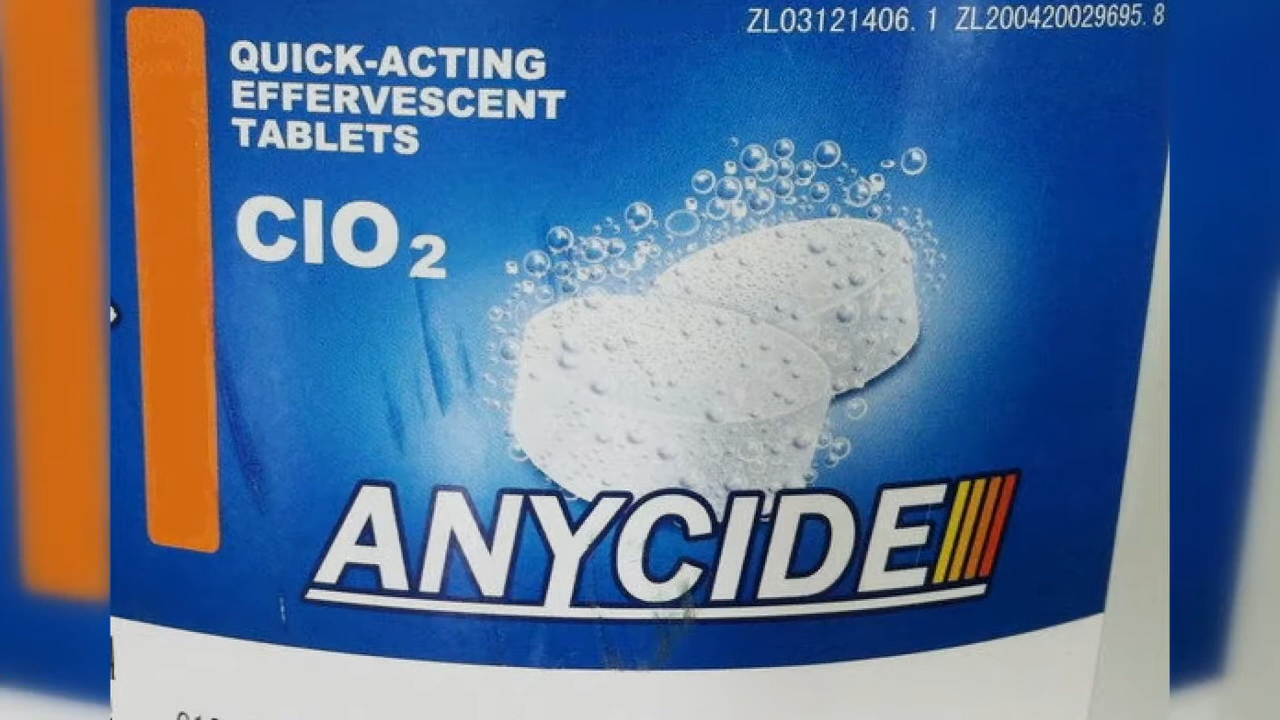 ZL03121406.1 ZL200420029695.8
QUICK-ACTING
EFFERVESCENT
TABLETS
ClO2
ANYCIDE